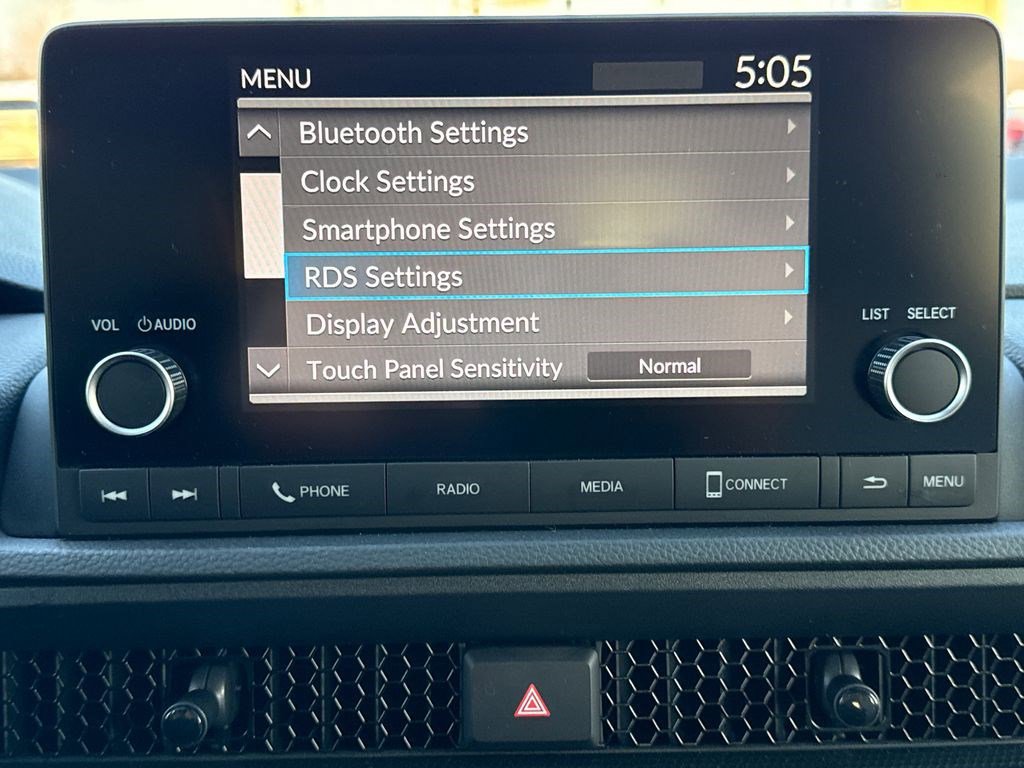 MENU 5:05
Bluetooth Settings
Clock Settings
Smartphone Settings
RDS Settings
Display Adjustment
Touch Panel Sensitivity Normal
VOL AUDIO
LIST SELECT
PHONE RADIO MEDIA CONNECT MENU